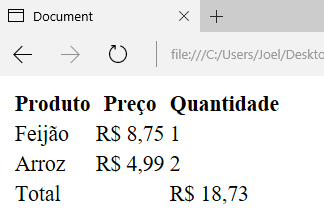 Document
file:///C:/Users/Joel/Deskto
Produto Preço Quantidade
Feijão R$ 8,75 1
Arroz R$ 4,99 2
Total R$ 18,73